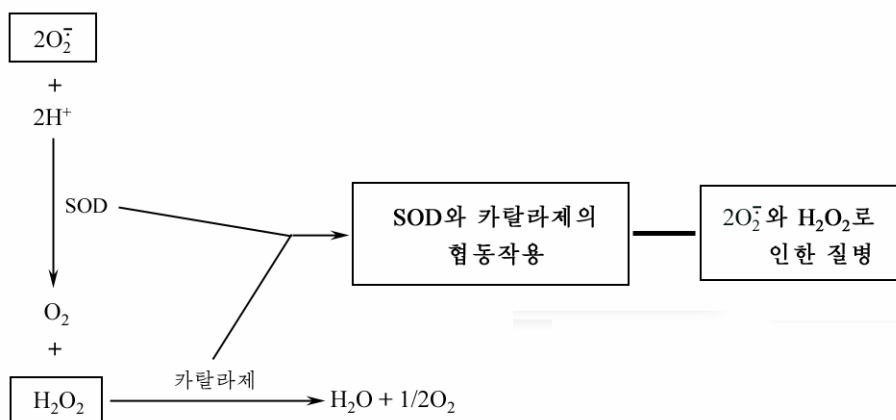 2O₂⁻
+
2H⁺
SOD
O₂
+
H₂O₂
카탈라제
H₂O + 1/2O₂
SOD와 카탈라제의
협동작용
2O₂⁻와 H₂O₂로
인한 질병